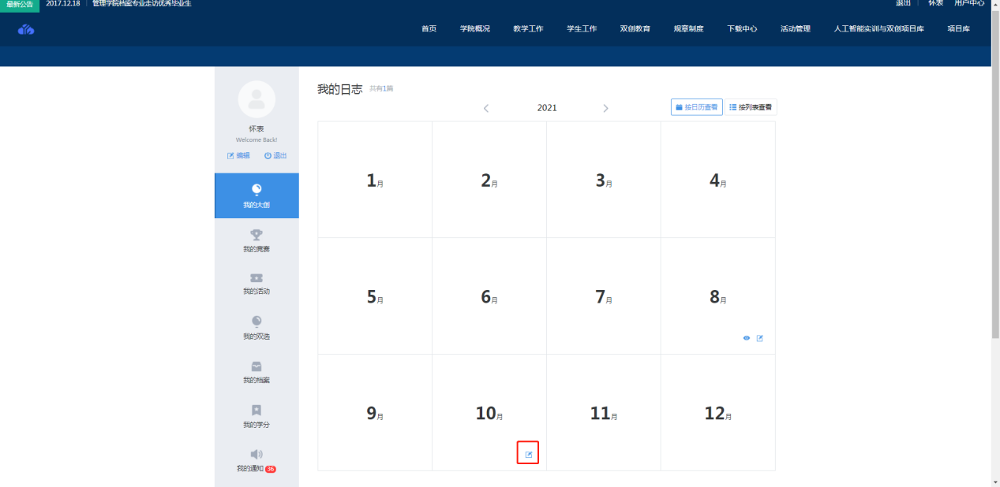 最新公告 2017.12.18 管理学院档案专业走访优秀毕业生 退出 怀表 用户中心
首页 学院概况 教学工作 学生工作 双创教育 规章制度 下载中心 活动管理 人工智能实训与双创项目库 项目库
怀表
Welcome Back!
编辑 退出
我的大创
我的竞赛
我的活动
我的双选
我的档案
我的学分
我的通知 36
我的日志 共有1篇
2021
按日历查看 按列表查看
1月 2月 3月 4月
5月 6月 7月 8月
9月 10月 11月 12月